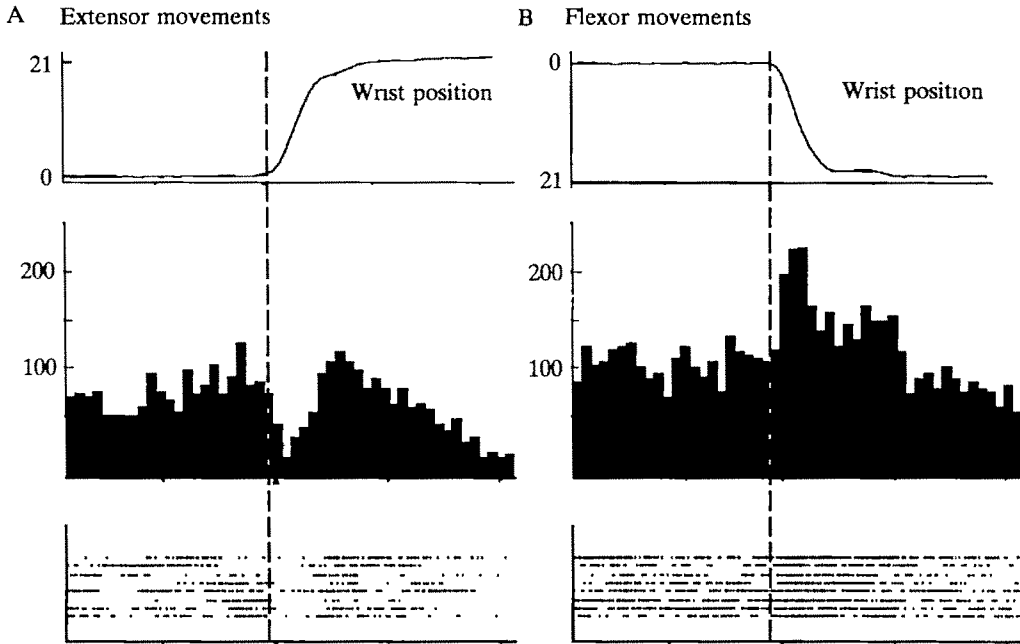 A Extensor movements
21
Wrist position
0
200
100
B Flexor movements
0
Wrist position
21
200
100